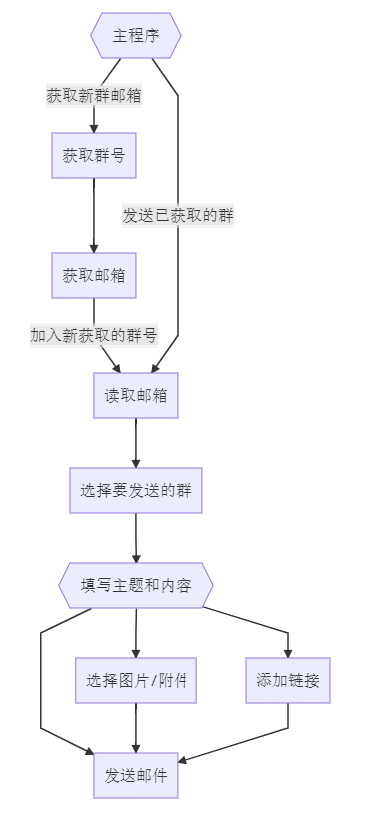 主程序
获取新群邮箱
获取群号
发送已获取的群
获取邮箱
加入新获取的群号
读取邮箱
选择要发送的群
填写主题和内容
选择图片/附件
添加链接
发送邮件